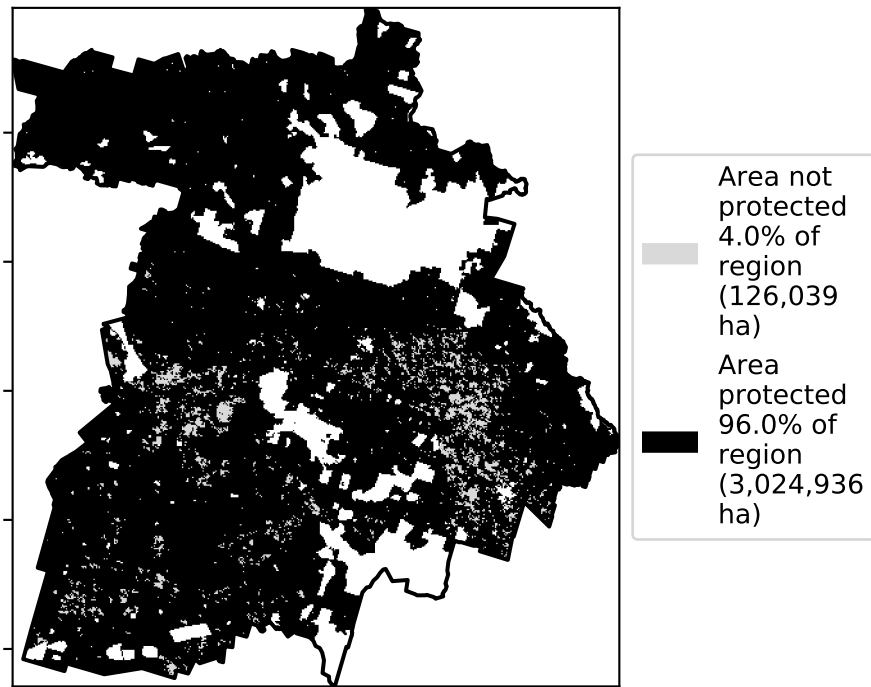 Area not
protected
4.0% of
region
(126,039
ha)
Area
protected
96.0% of
region
(3,024,936
ha)